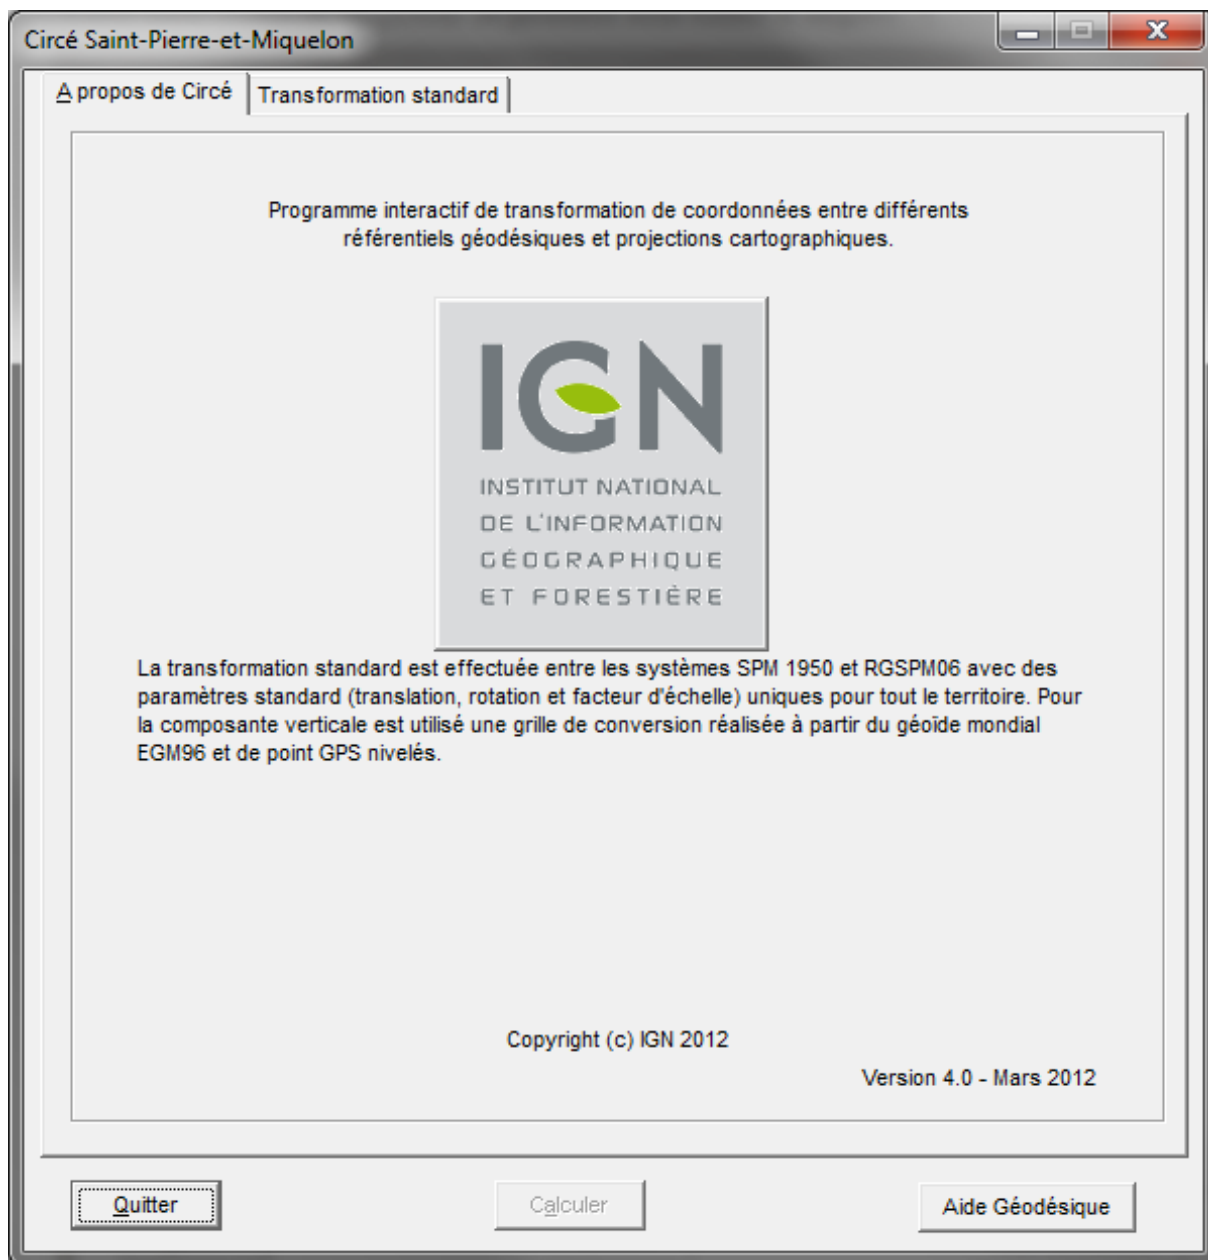 Circé Saint-Pierre-et-Miquelon
A propos de Circé
Transformation standard
Programme interactif de transformation de coordonnées entre différents
référentiels géodésiques et projections cartographiques.
IGN
INSTITUT NATIONAL
DE L'INFORMATION
GÉOGRAPHIQUE
ET FORESTIÈRE
La transformation standard est effectuée entre les systèmes SPM 1950 et RGSPM06 avec des
paramètres standard (translation, rotation et facteur d'échelle) uniques pour tout le territoire. Pour
la composante verticale est utilisé une grille de conversion réalisée à partir du géoïde mondial
EGM96 et de point GPS nivelés.
Copyright (c) IGN 2012
Version 4.0 - Mars 2012
Quitter
Calculer
Aide Géodésique